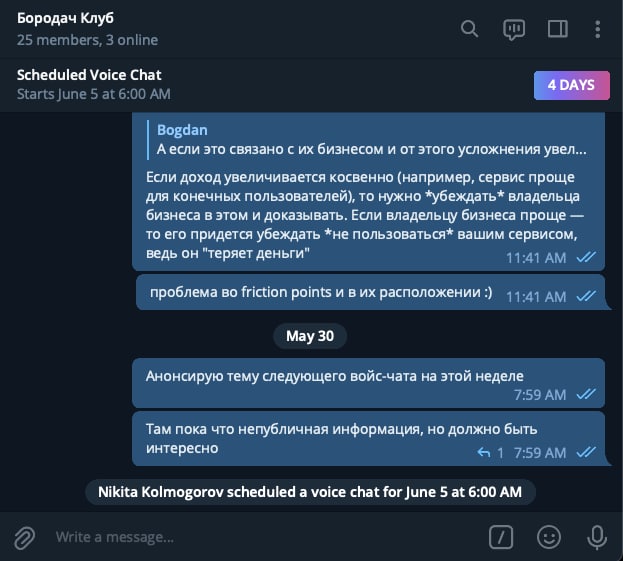 Бородач Клуб
25 members, 3 online
Scheduled Voice Chat
Starts June 5 at 6:00 AM
4 DAYS
Bogdan
А если это связано с их бизнесом и от этого усложнения увел...
Если доход увеличивается косвенно (например, сервис проще
для конечных пользователей), то нужно *убеждать* владельца
бизнеса в этом и доказывать. Если владельцу бизнеса проще —
то его придется убеждать *не пользоваться* вашим сервисом,
ведь он "теряет деньги"
11:41 AM
проблема во friction points и в их расположении :)
11:41 AM
May 30
Анонсирую тему следующего войс-чата на этой неделе
7:59 AM
Там пока что непубличная информация, но должно быть
интересно
1 7:59 AM
Nikita Kolmogorov scheduled a voice chat for June 5 at 6:00 AM
Write a message...